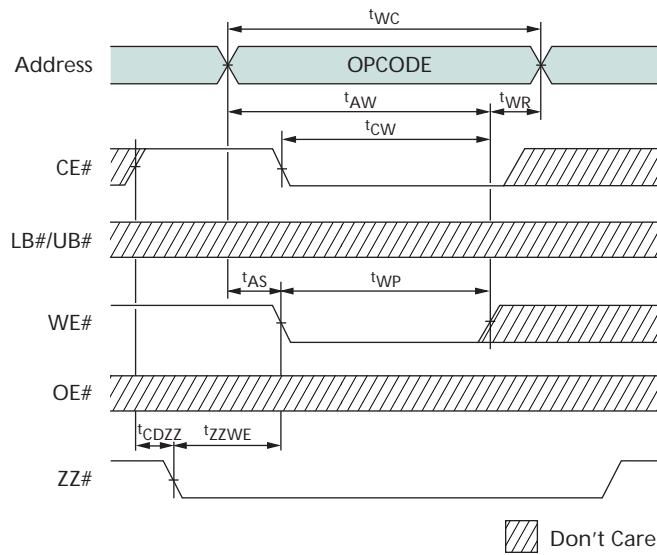 tWC
Address
OPCODE
tAW
tWR
tCW
CE#
LB#/UB#
tAS
tWP
WE#
OE#
tCDZZ
tZZWE
ZZ#
Don't Care